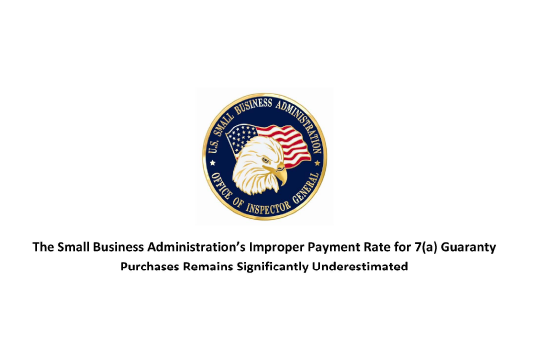 U.S. SMALL BUSINESS ADMINISTRATION
OFFICE OF INSPECTOR GENERAL
The Small Business Administration’s Improper Payment Rate for 7(a) Guaranty
Purchases Remains Significantly Underestimated